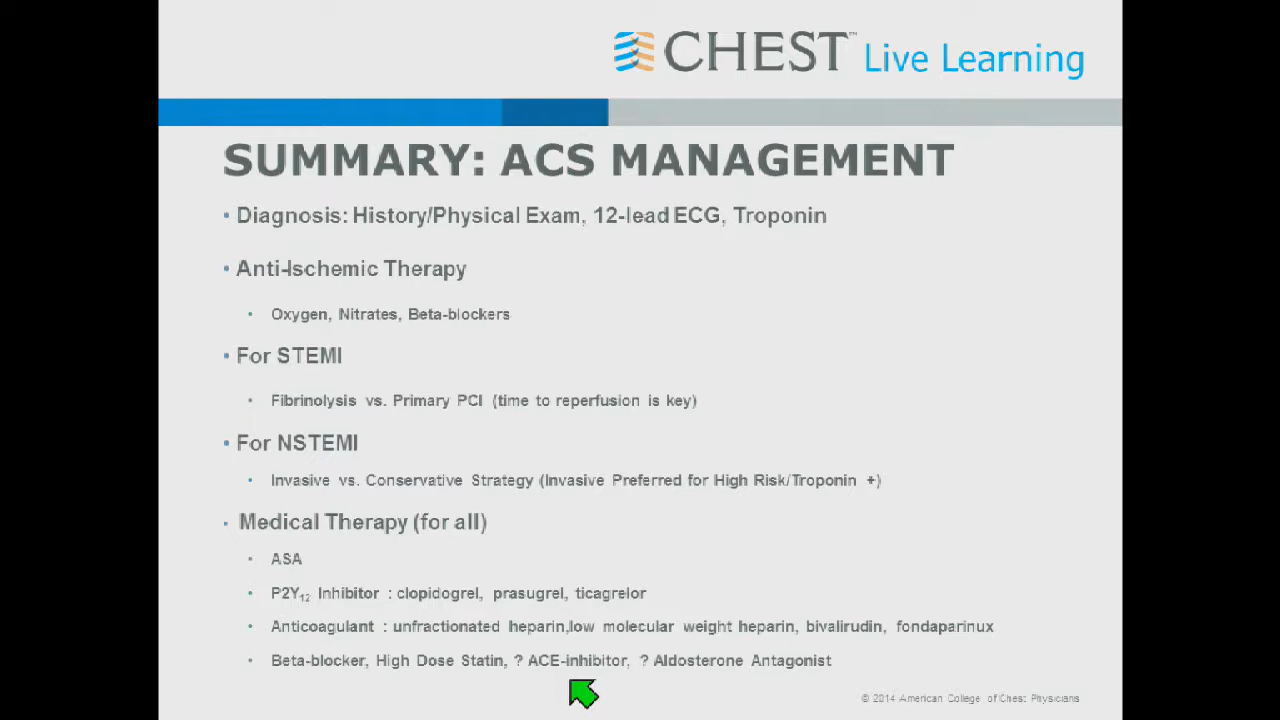 CHEST™ Live Learning
SUMMARY: ACS MANAGEMENT
• Diagnosis: History/Physical Exam, 12-lead ECG, Troponin
• Anti-Ischemic Therapy
• Oxygen, Nitrates, Beta-blockers
• For STEMI
• Fibrinolysis vs. Primary PCI (time to reperfusion is key)
• For NSTEMI
• Invasive vs. Conservative Strategy (Invasive Preferred for High Risk/Troponin +)
• Medical Therapy (for all)
• ASA
• P2Y12 Inhibitor : clopidogrel, prasugrel, ticagrelor
• Anticoagulant : unfractionated heparin,low molecular weight heparin, bivalirudin, fondaparinux
• Beta-blocker, High Dose Statin, ? ACE-inhibitor, ? Aldosterone Antagonist
© 2014 American College of Chest Physicians